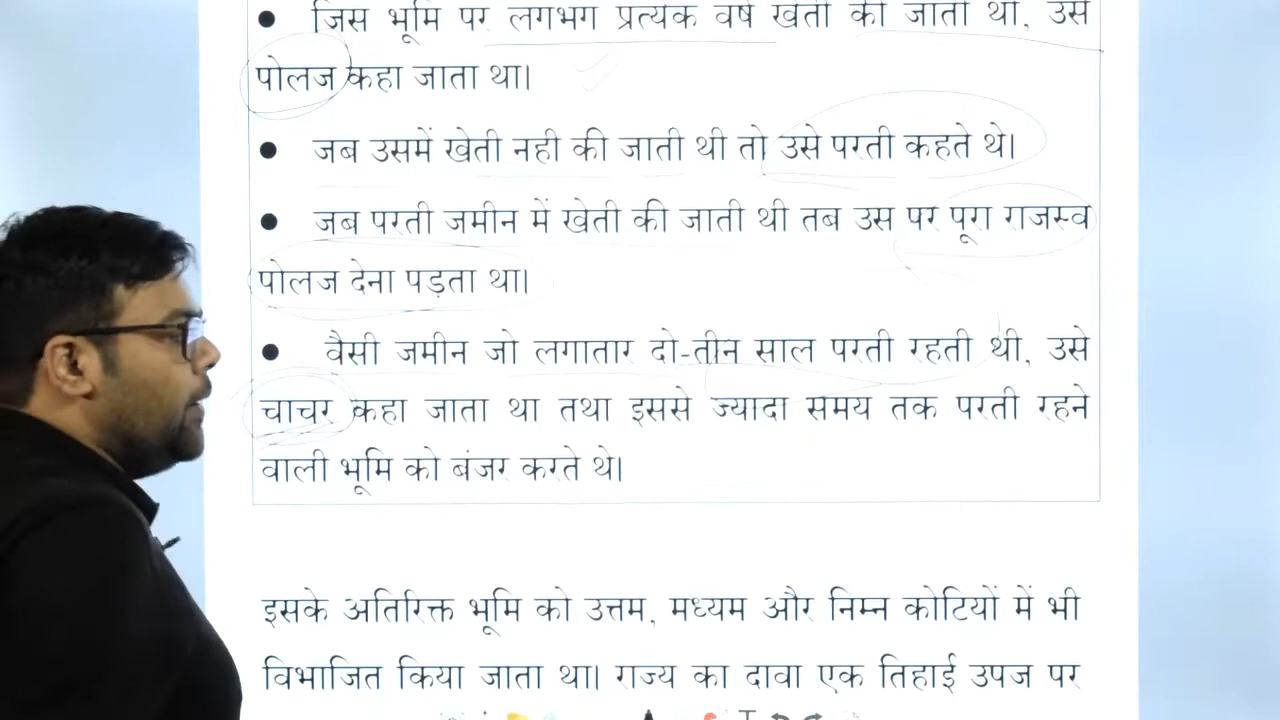 ● जिस भूमि पर लगभग प्रत्येक वर्ष खेती की जाती थी, उसे
पोलज कहा जाता था।
● जब उसमें खेती नही की जाती थी तो उसे परती कहते थे।
● जब परती जमीन में खेती की जाती थी तब उस पर पूरा राजस्व
पोलज देना पड़ता था।
● वैसी जमीन जो लगातार दो-तीन साल परती रहती थी, उसे
चाचर कहा जाता था तथा इससे ज्यादा समय तक परती रहने
वाली भूमि को बंजर करते थे।
इसके अतिरिक्त भूमि को उत्तम, मध्यम और निम्न कोटियों में भी
विभाजित किया जाता था। राज्य का दावा एक तिहाई उपज पर